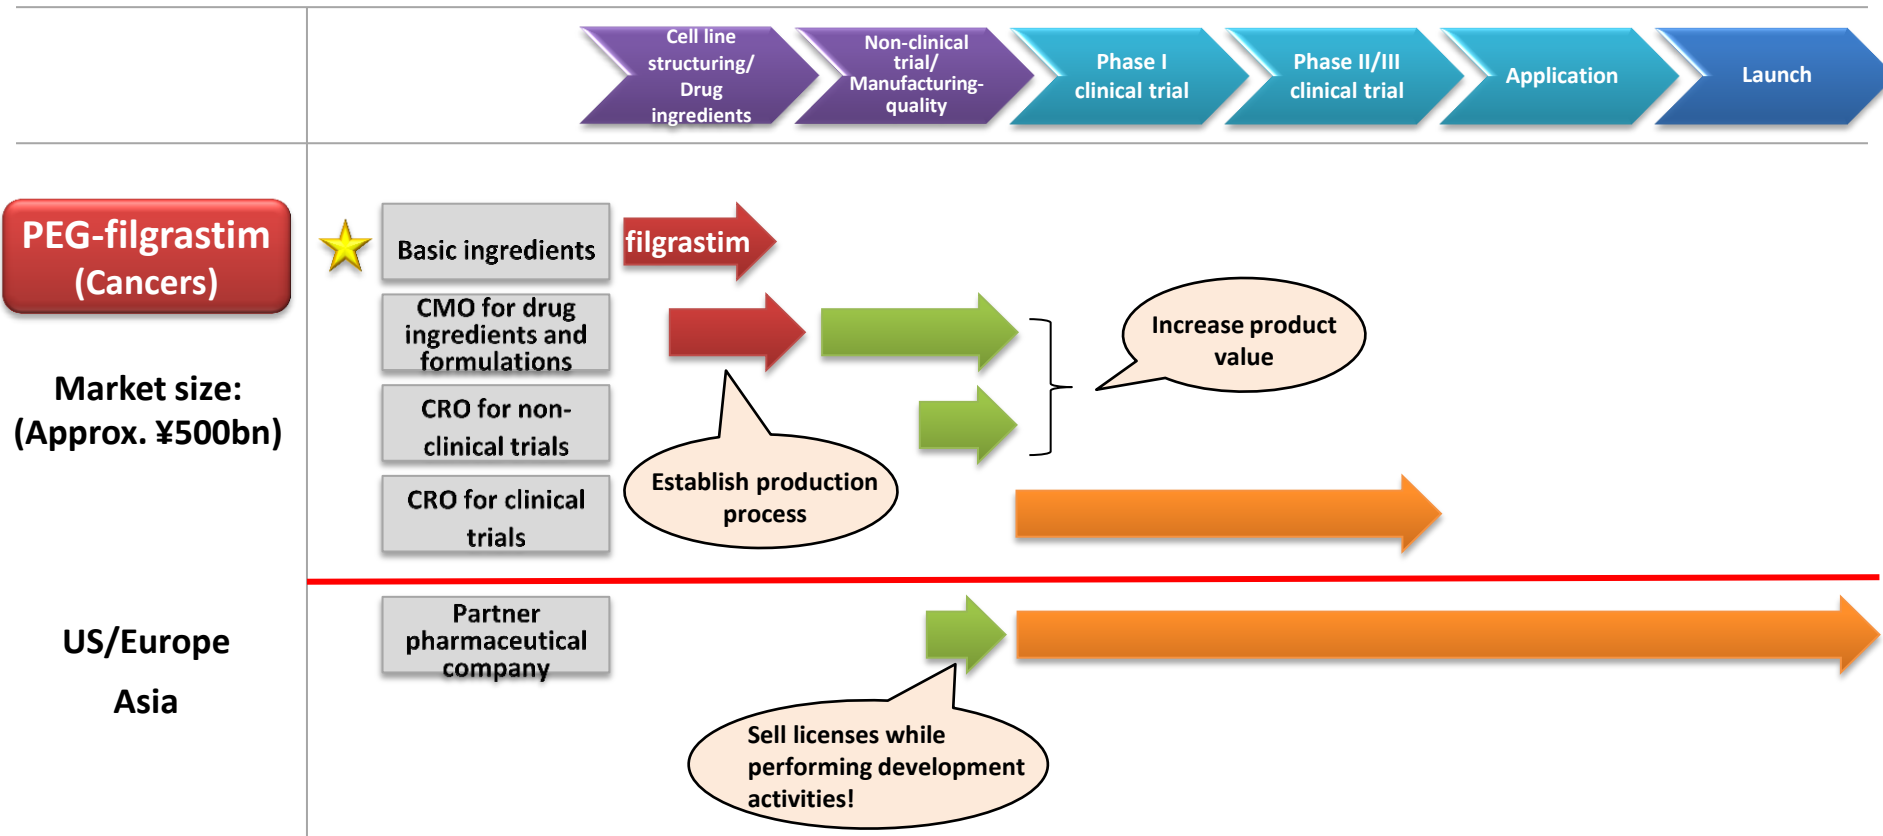 Cell line
structuring/
Drug
ingredients
Non-clinical
trial/
Manufacturing-
quality
Phase I
clinical trial
Phase II/III
clinical trial
Application
Launch
PEG-filgrastim
(Cancers)
Market size:
(Approx. ¥500bn)
US/Europe
Asia
Basic ingredients
filgrastim
CMO for drug
ingredients and
formulations
Increase product
value
CRO for non-
clinical trials
Establish production
process
CRO for clinical
trials
Partner
pharmaceutical
company
Sell licenses while
performing development
activities!